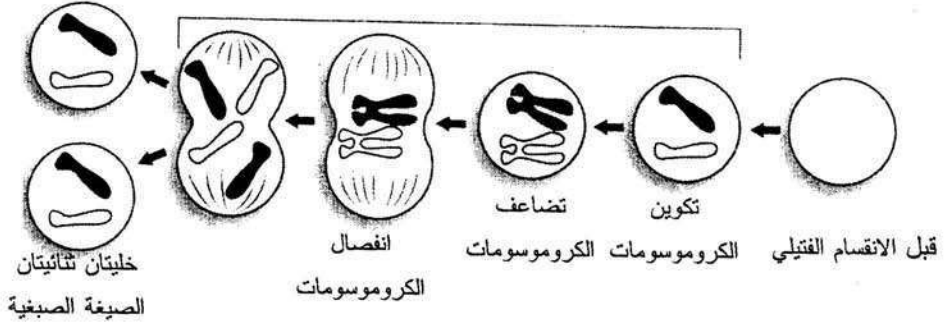 قبل الانقسام الفتيلي
تكوين
الكروموسومات
تضاعف
الكروموسومات
انفصال
الكروموسومات
خليتان ثنائيتان
الصيغة الصبغية